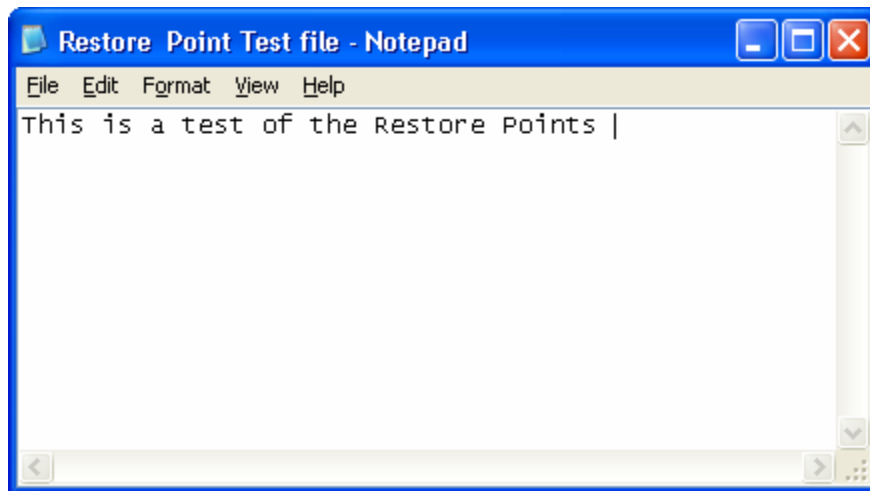 Restore  Point Test file - Notepad
File Edit Format View Help
This is a test of the Restore Points